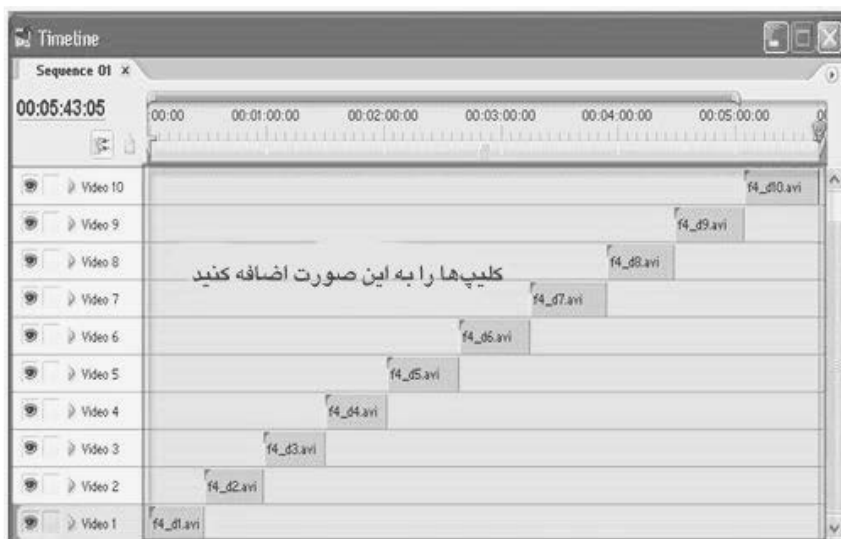 Timeline
Sequence 01 x
00:05:43:05
00:00 00:01:00:00 00:02:00:00 00:03:00:00 00:04:00:00 00:05:00:00
Video 10 f4_d10.avi
Video 9 f4_d9.avi
Video 8 f4_d8.avi
کلیپ‌ها را به این صورت اضافه کنید
Video 7 f4_d7.avi
Video 6 f4_d6.avi
Video 5 f4_d5.avi
Video 4 f4_d4.avi
Video 3 f4_d3.avi
Video 2 f4_d2.avi
Video 1 f4_d1.avi